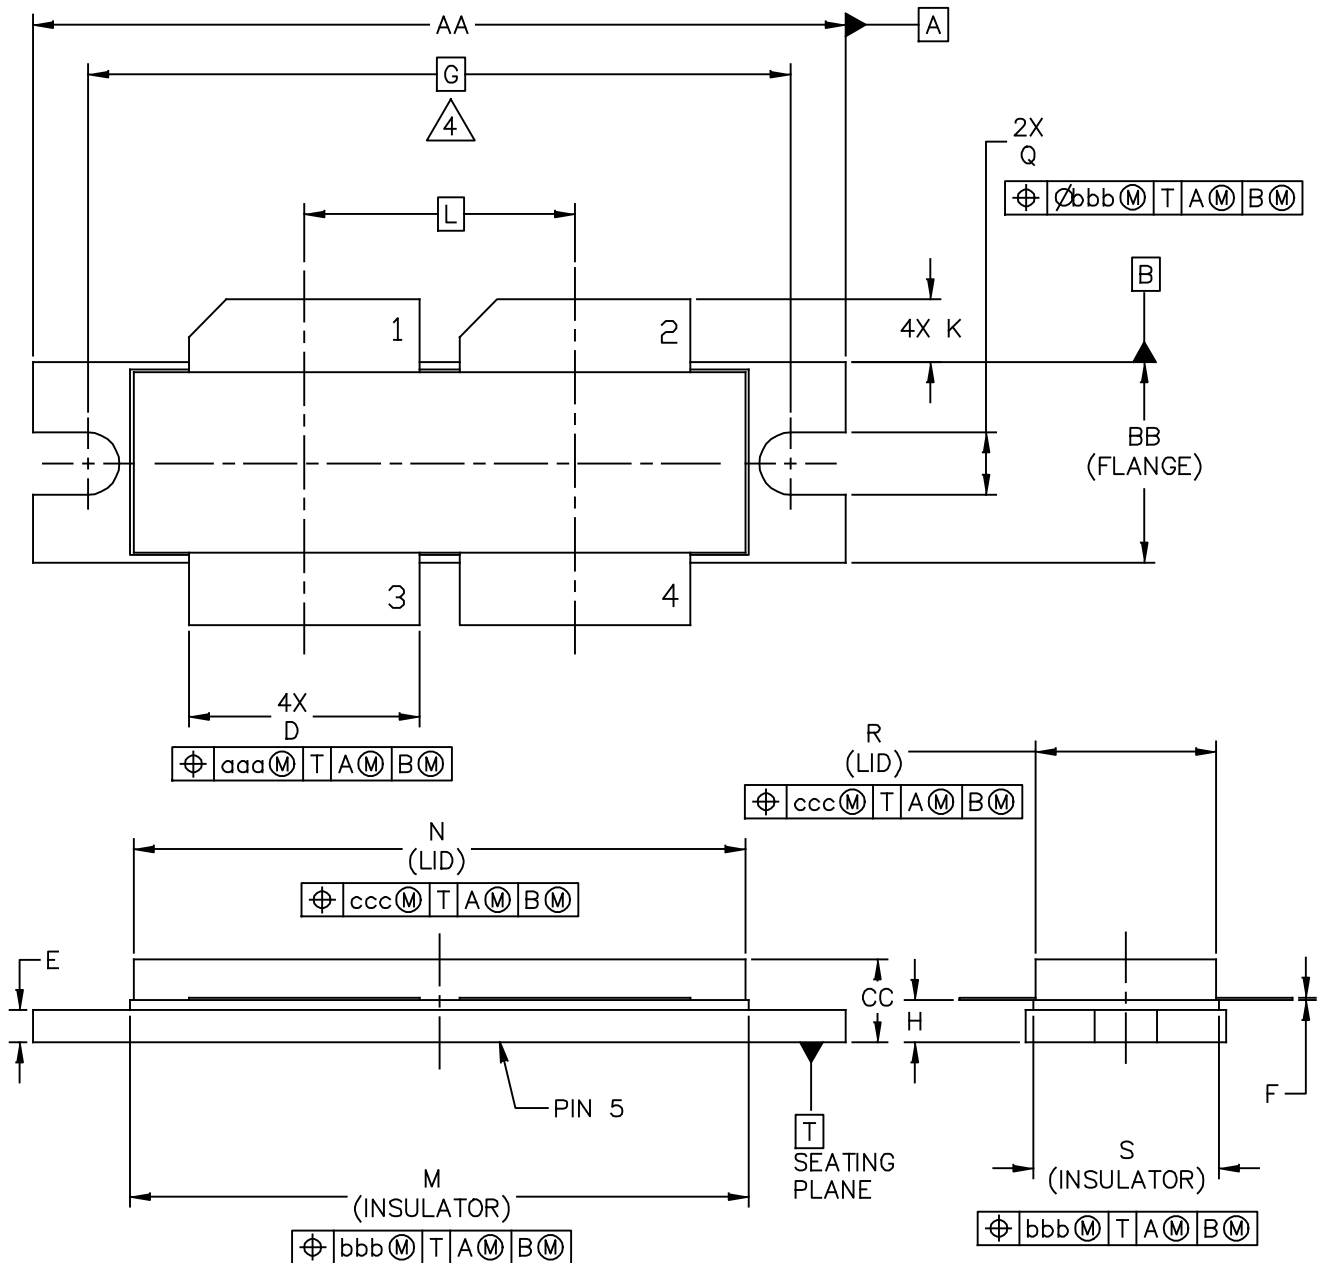 AA
A
G
4
2X
Q
⌖ Øbbb Ⓜ T A Ⓜ B Ⓜ
L
B
1
2
4X K
BB
(FLANGE)
3
4
4X
D
⌖ aaa Ⓜ T A Ⓜ B Ⓜ
R
(LID)
⌖ ccc Ⓜ T A Ⓜ B Ⓜ
N
(LID)
⌖ ccc Ⓜ T A Ⓜ B Ⓜ
E
CC
H
F
PIN 5
T
SEATING
PLANE
M
(INSULATOR)
⌖ bbb Ⓜ T A Ⓜ B Ⓜ
S
(INSULATOR)
⌖ bbb Ⓜ T A Ⓜ B Ⓜ